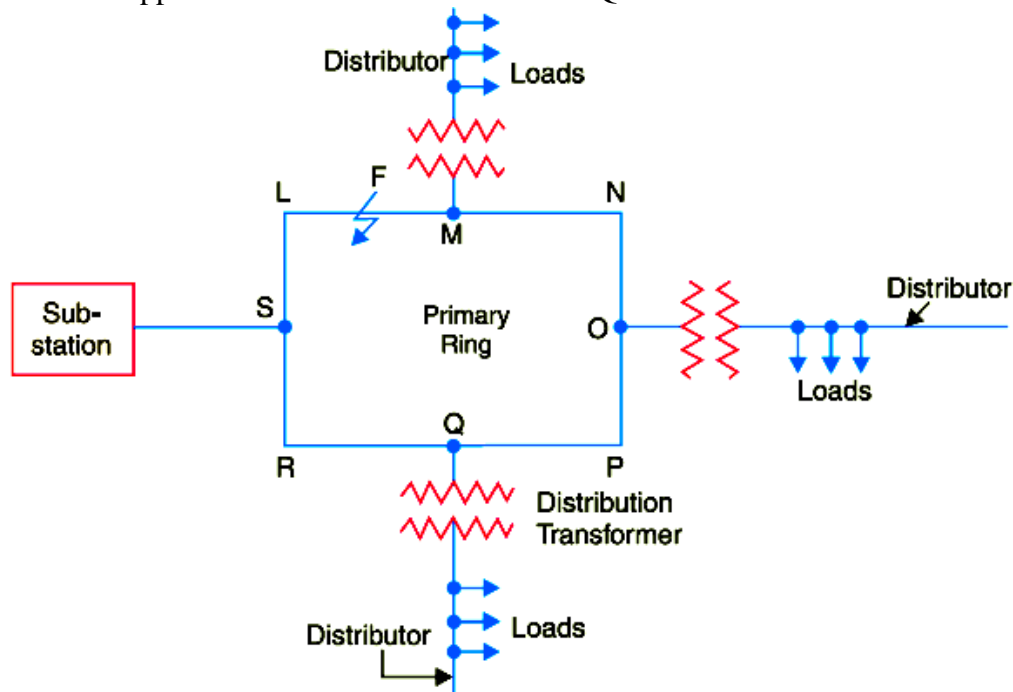 Distributor
Loads
L
F
N
M
Sub-
station
S
Primary
Ring
O
Distributor
Loads
Q
R
P
Distribution
Transformer
Distributor
Loads